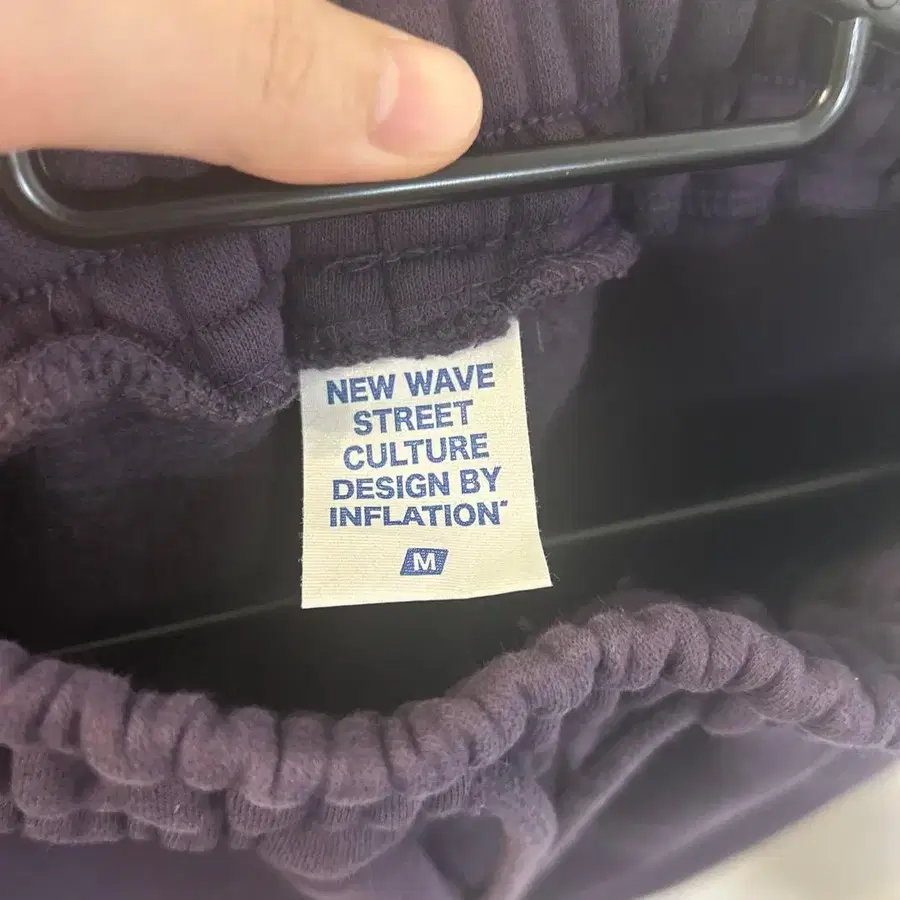 NEW WAVE
STREET
CULTURE
DESIGN BY
INFLATION"
M